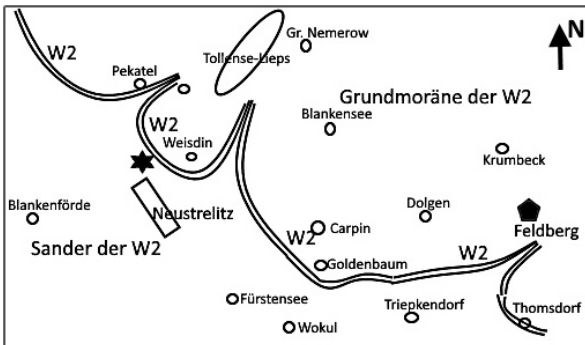 Gr. Nemerow
N
W2
Tollense-Lieps
Pekatel
Grundmoräne der W2
Blankensee
W2
Weisdin
Krumbeck
Blankenförde
Neustrelitz
Dolgen
Carpin
W2
Feldberg
Sander der W2
W2
Goldenbaum
Fürstensee
Triepkendorf
Thomsdorf
Wokul